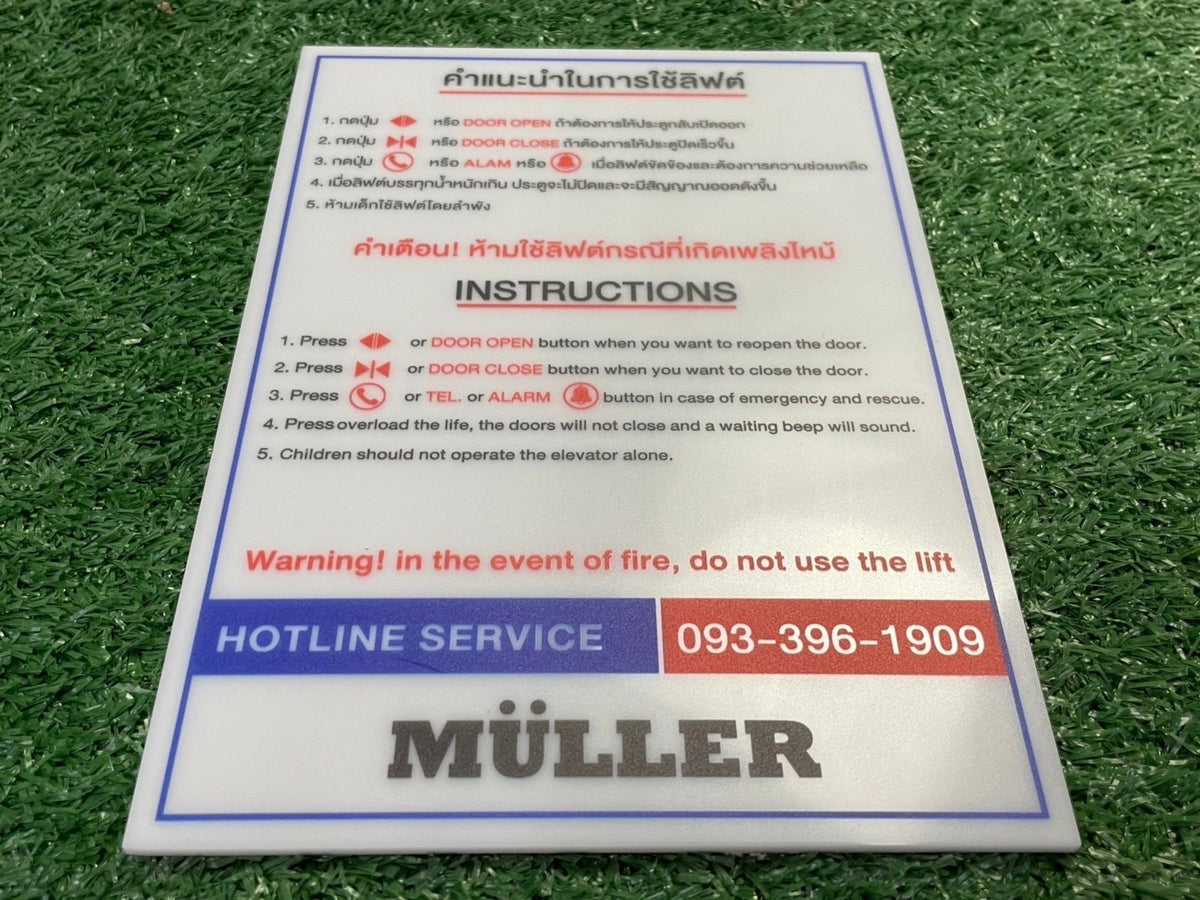 คำแนะนำในการใช้ลิฟต์
1. กดปุ่ม หรือ DOOR OPEN ถ้าต้องการให้ประตูกลับเปิดออก
2. กดปุ่ม หรือ DOOR CLOSE ถ้าต้องการให้ประตูปิดเร็วขึ้น
3. กดปุ่ม หรือ ALAM หรือ เมื่อลิฟต์ขัดข้องและต้องการความช่วยเหลือ
4. เมื่อลิฟต์บรรทุกน้ำหนักเกิน ประตูจะไม่ปิดและจะมีสัญญาณออดดังขึ้น
5. ห้ามเด็กใช้ลิฟต์โดยลำพัง
คำเตือน! ห้ามใช้ลิฟต์กรณีที่เกิดเพลิงไหม้
INSTRUCTIONS
1. Press or DOOR OPEN button when you want to reopen the door.
2. Press or DOOR CLOSE button when you want to close the door.
3. Press or TEL. or ALARM button in case of emergency and rescue.
4. Press overload the life, the doors will not close and a waiting beep will sound.
5. Children should not operate the elevator alone.
Warning! in the event of fire, do not use the lift
HOTLINE SERVICE 093-396-1909
MÜLLER